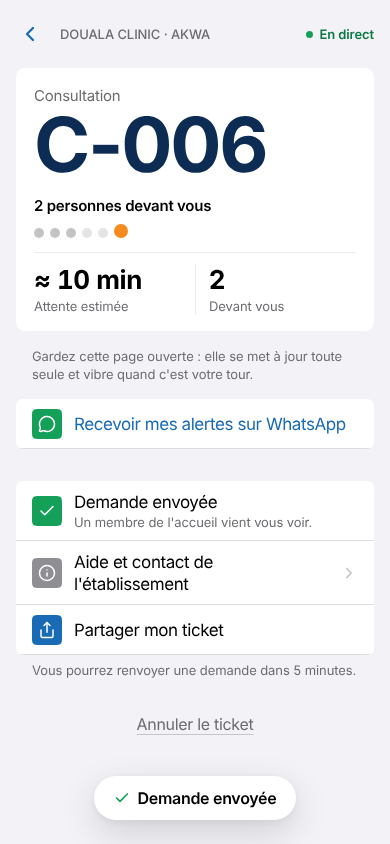 DOUALA CLINIC · AKWA
En direct
Consultation
C-006
2 personnes devant vous
≈ 10 min
Attente estimée
2
Devant vous
Gardez cette page ouverte : elle se met à jour toute
seule et vibre quand c'est votre tour.
Recevoir mes alertes sur WhatsApp
Demande envoyée
Un membre de l'accueil vient vous voir.
Aide et contact de
l'établissement
Partager mon ticket
Vous pourrez renvoyer une demande dans 5 minutes.
Annuler le ticket
Demande envoyée